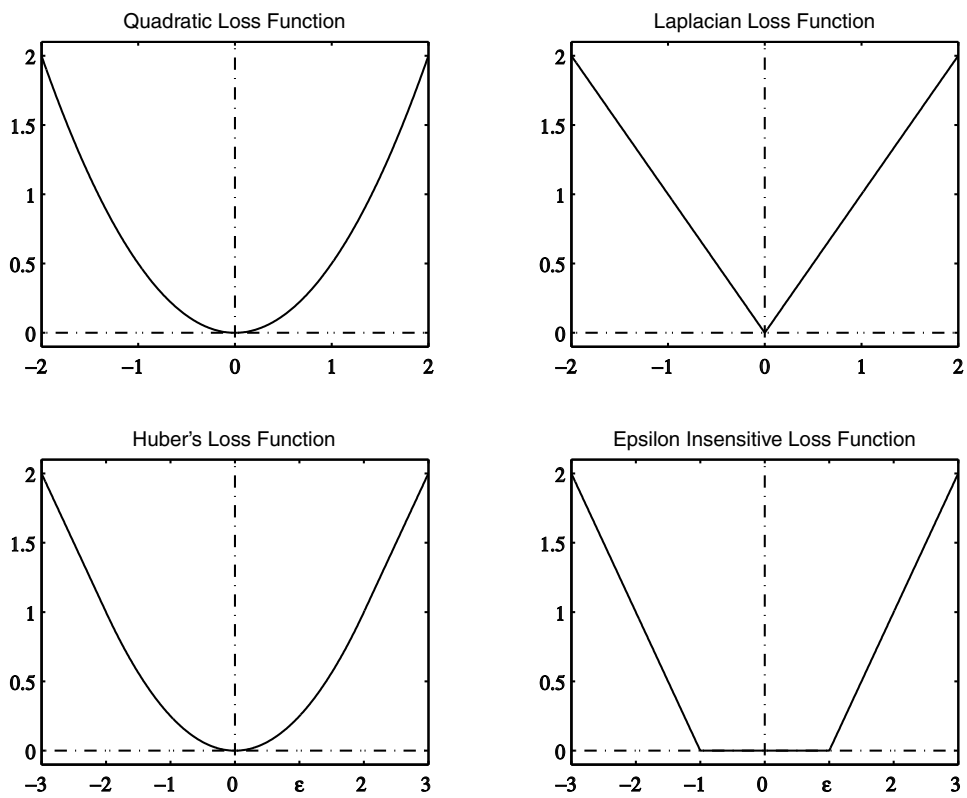 Quadratic Loss Function
2
1.5
1
0.5
0
−2 −1 0 1 2
Laplacian Loss Function
2
1.5
1
0.5
0
−2 −1 0 1 2
Huber's Loss Function
2
1.5
1
0.5
0
−3 −2 −1 0 ε 2 3
Epsilon Insensitive Loss Function
2
1.5
1
0.5
0
−3 −2 −1 0 ε 2 3